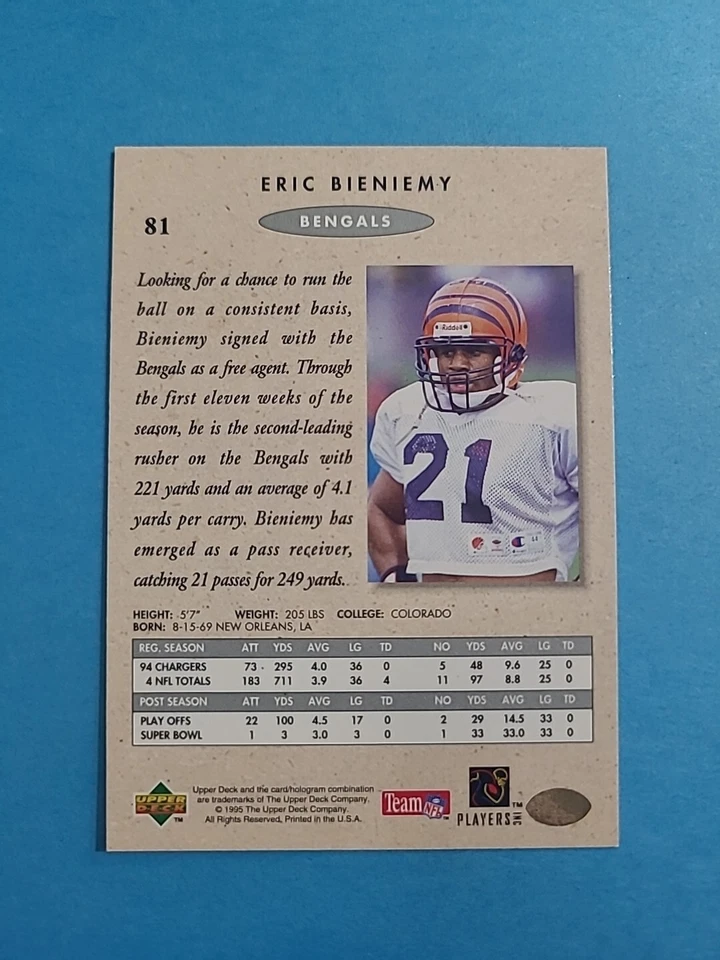 ERIC BIENIEMY
81
BENGALS
Looking for a chance to run the
ball on a consistent basis,
Bieniemy signed with the
Bengals as a free agent. Through
the first eleven weeks of the
season, he is the second-leading
rusher on the Bengals with
221 yards and an average of 4.1
yards per carry. Bieniemy has
emerged as a pass receiver,
catching 21 passes for 249 yards.
Riddell
21
44
HEIGHT: 5'7" WEIGHT: 205 LBS COLLEGE: COLORADO
BORN: 8-15-69 NEW ORLEANS, LA
REG. SEASON ATT YDS AVG LG TD NO YDS AVG LG TD
94 CHARGERS 73 295 4.0 36 0 5 48 9.6 25 0
4 NFL TOTALS 183 711 3.9 36 4 11 97 8.8 25 0
POST SEASON ATT YDS AVG LG TD NO YDS AVG LG TD
PLAY OFFS 22 100 4.5 17 0 2 29 14.5 33 0
SUPER BOWL 1 3 3.0 3 0 1 33 33.0 33 0
UPPER DECK ™
Upper Deck and the card/hologram combination
are trademarks of The Upper Deck Company.
© 1995 The Upper Deck Company.
All Rights Reserved, Printed in the U.S.A.
Team NFL ™
PLAYERS INC ™